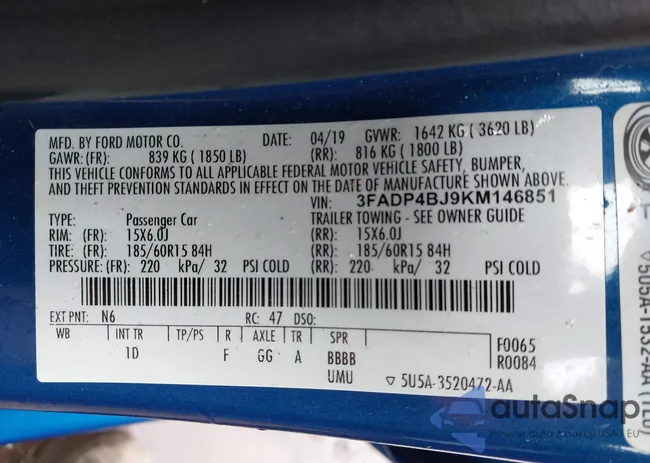 MFD. BY FORD MOTOR CO. DATE: 04/19 GVWR: 1642 KG ( 3620 LB)
GAWR: (FR): 839 KG ( 1850 LB) (RR): 816 KG ( 1800 LB)
THIS VEHICLE CONFORMS TO ALL APPLICABLE FEDERAL MOTOR VEHICLE SAFETY, BUMPER,
AND THEFT PREVENTION STANDARDS IN EFFECT ON THE DATE OF MANUFACTURE SHOWN ABOVE.
VIN: 3FADP4BJ9KM146851
TYPE: Passenger Car TRAILER TOWING - SEE OWNER GUIDE
RIM: (FR): 15X6.0J (RR): 15X6.0J
TIRE: (FR): 185/60R15 84H (RR): 185/60R15 84H
PRESSURE: (FR): 220 kPa/ 32 PSI COLD (RR): 220 kPa/ 32 PSI COLD
EXT PNT: N6 RC: 47 DSO:
WB INT TR TP/PS R AXLE TR SPR F0065
1D F GG A BBBB R0084
UMU ▽ 5U5A-3520472-AA
▽ 5U5A-1532-AA (TEU)
autoSnap